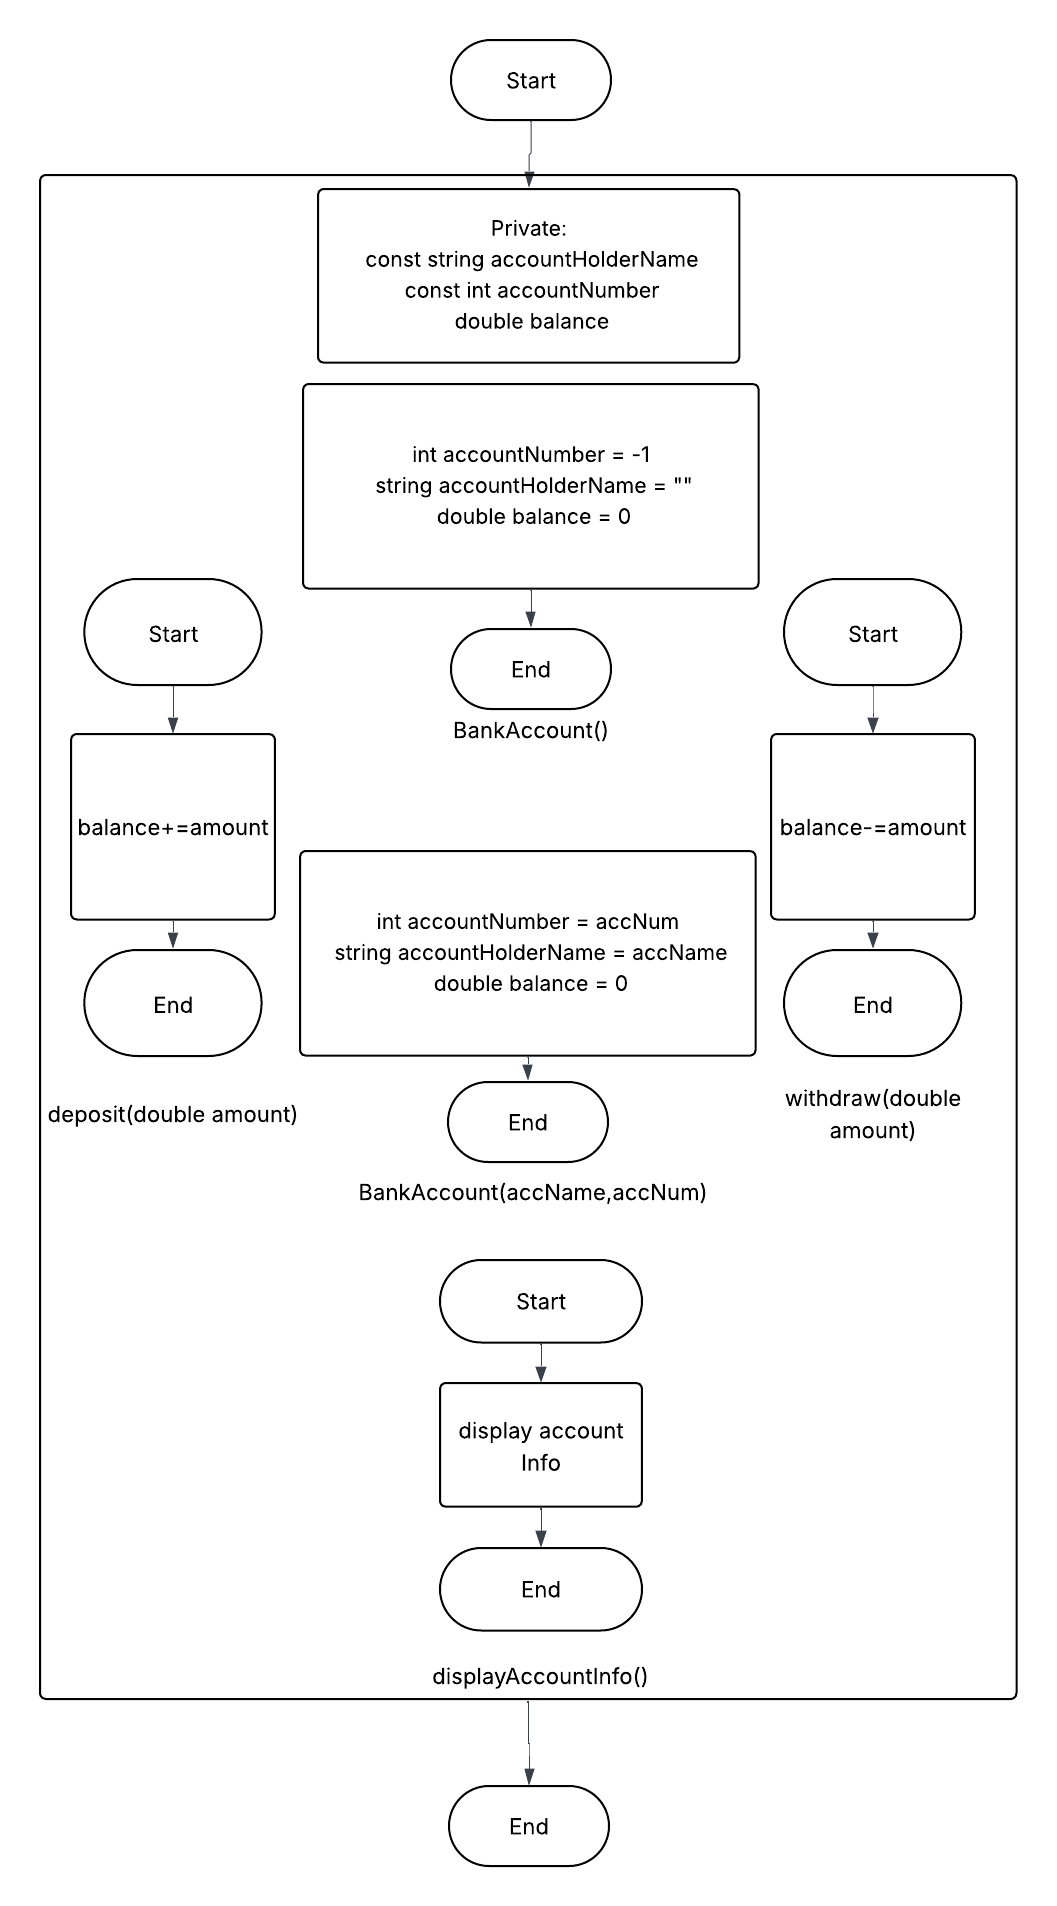 Start
Private:
const string accountHolderName
const int accountNumber
double balance
int accountNumber = -1
string accountHolderName = ""
double balance = 0
End
BankAccount()
Start
balance+=amount
End
deposit(double amount)
Start
balance-=amount
End
withdraw(double
amount)
int accountNumber = accNum
string accountHolderName = accName
double balance = 0
End
BankAccount(accName,accNum)
Start
display account
Info
End
displayAccountInfo()
End